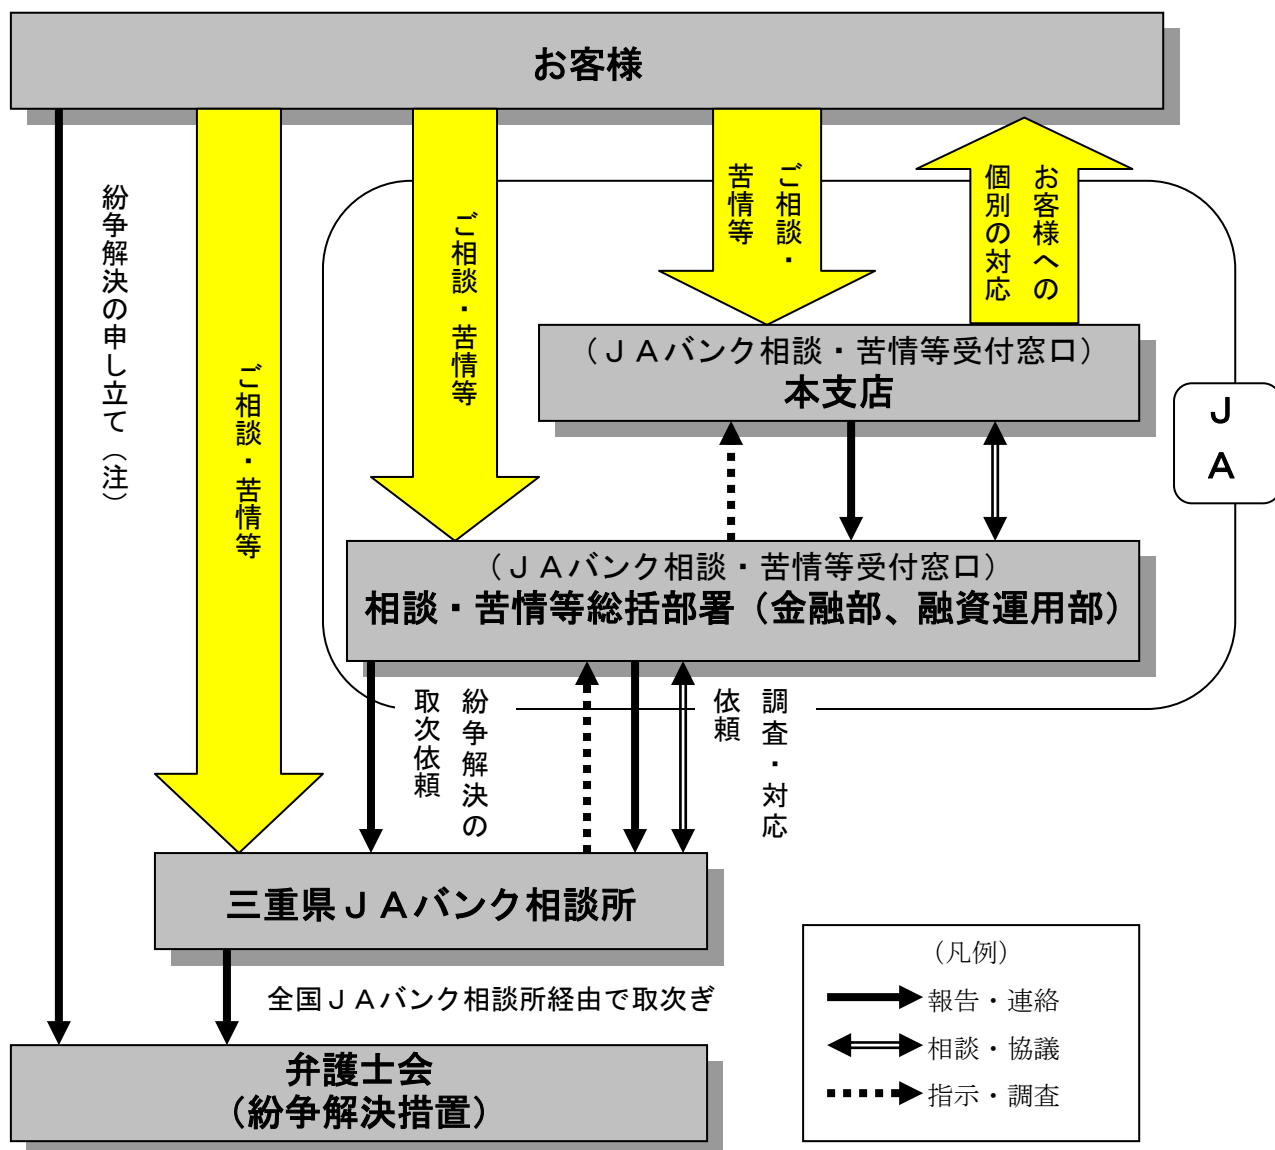 お客様
紛争解決の申し立て（注）
ご相談・苦情等
ご相談・苦情等
ご相談・
苦情等
お客様への
個別の対応
（ＪＡバンク相談・苦情等受付窓口）
本支店
Ｊ
Ａ
（ＪＡバンク相談・苦情等受付窓口）
相談・苦情等総括部署（金融部、融資運用部）
紛争解決の
取次依頼
調査・対応
依頼
三重県ＪＡバンク相談所
全国ＪＡバンク相談所経由で取次ぎ
弁護士会
（紛争解決措置）
（凡例）
報告・連絡
相談・協議
指示・調査